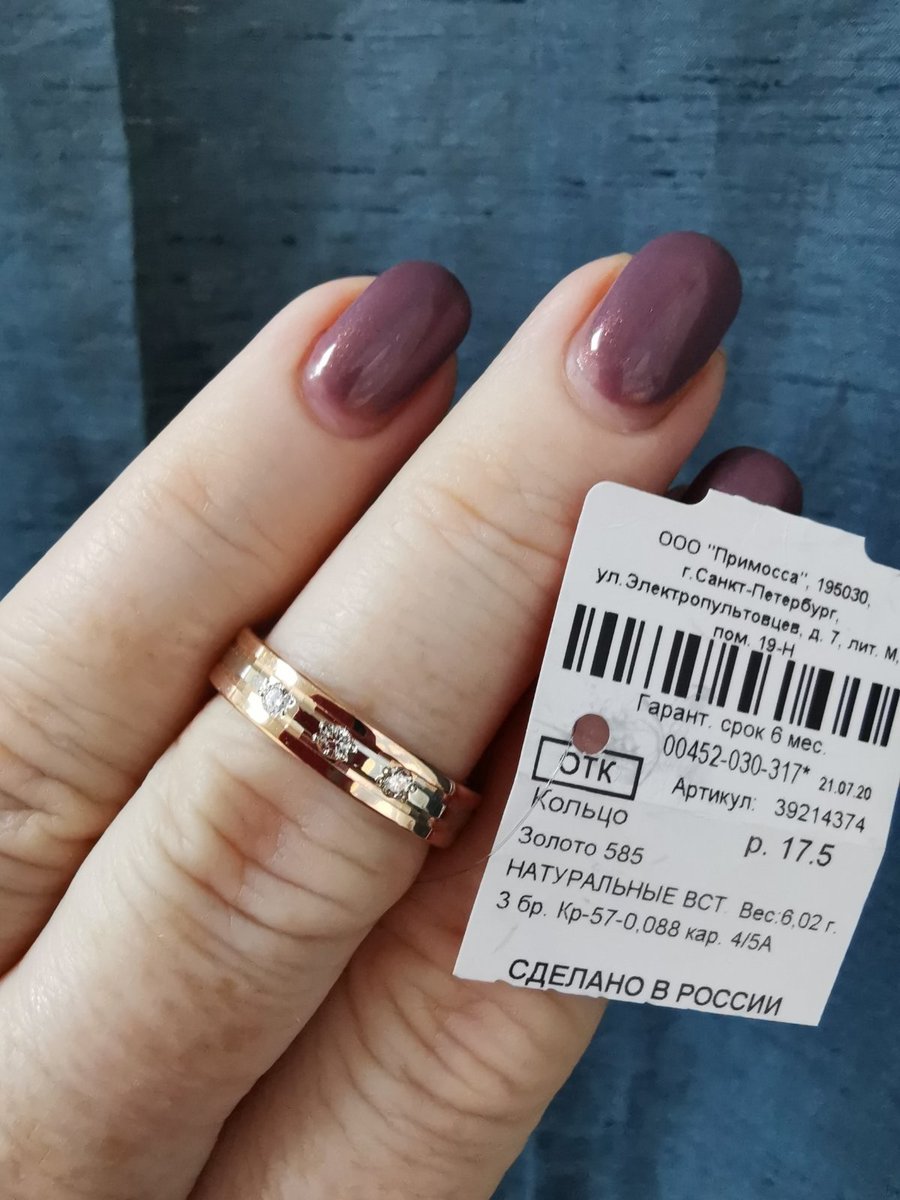 ООО "Примосса", 195030,
г.Санкт-Петербург,
ул.Электропультовцев, д. 7, лит. М,
пом. 19-Н
Гарант. срок 6 мес.
00452-030-317* 21.07.20
ОТК
Артикул: 39214374
Кольцо
р. 17.5
Золото 585
НАТУРАЛЬНЫЕ ВСТ. Вес:6,02 г.
3 бр. Кр-57-0,088 кар. 4/5А
СДЕЛАНО В РОССИИ